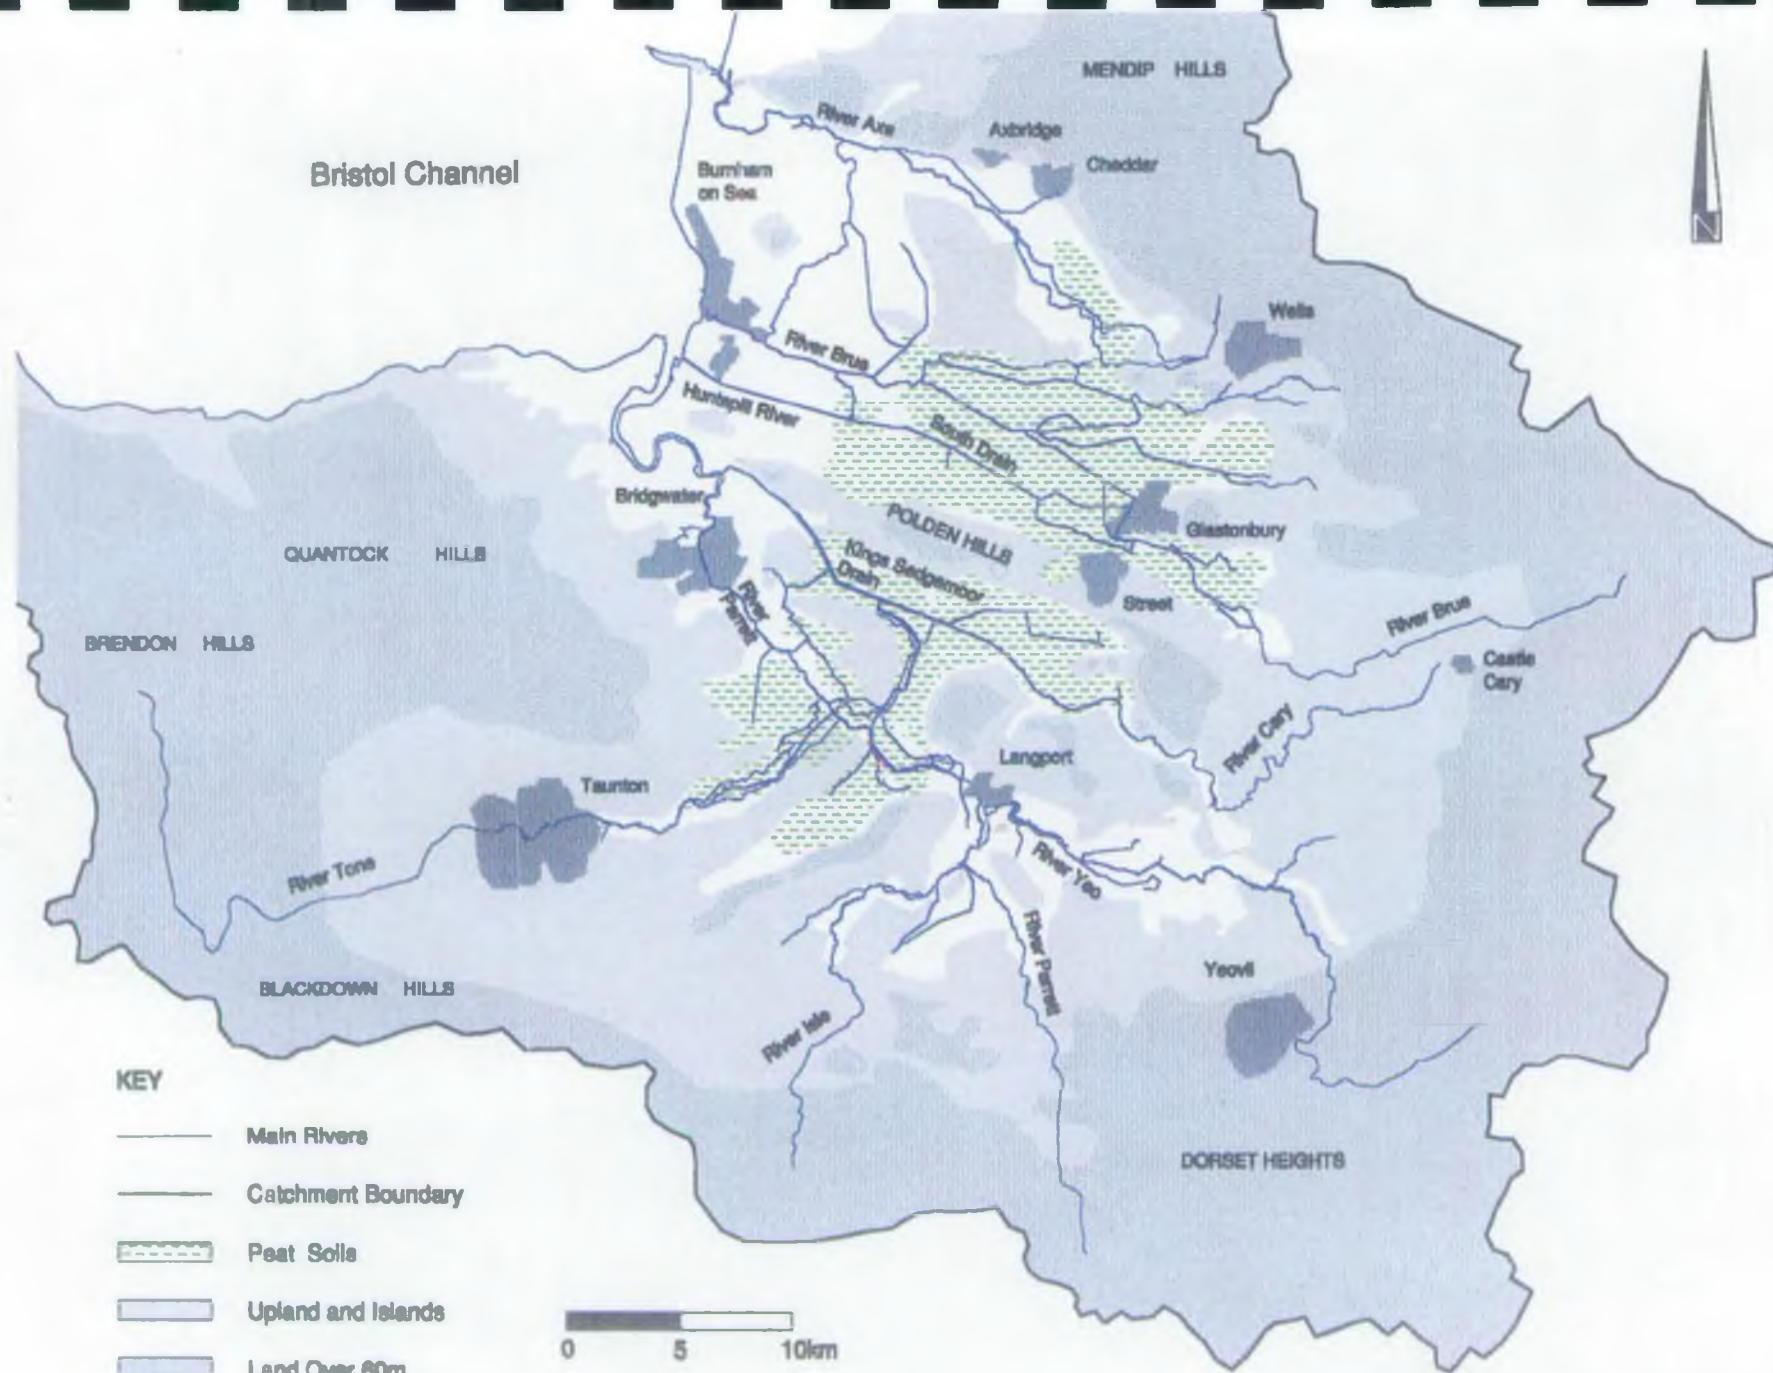 MENDIP HILLS
River Axe
Axbridge
Cheddar
Bristol Channel
Burnham
on Sea
N
Wells
River Brue
Huntspill River
South Drain
Bridgwater
POLDEN HILLS
Glastonbury
QUANTOCK HILLS
Kings Sedgemoor
Drain
Street
River
Parrett
River Brue
BRENDON HILLS
Castle
Cary
River Cary
Langport
Taunton
River Tone
River Yeo
River Parrett
Yeovil
BLACKDOWN HILLS
River Isle
DORSET HEIGHTS
KEY
Main Rivers
Catchment Boundary
Peat Soils
Upland and Islands
Land Over 60m
0 5 10km